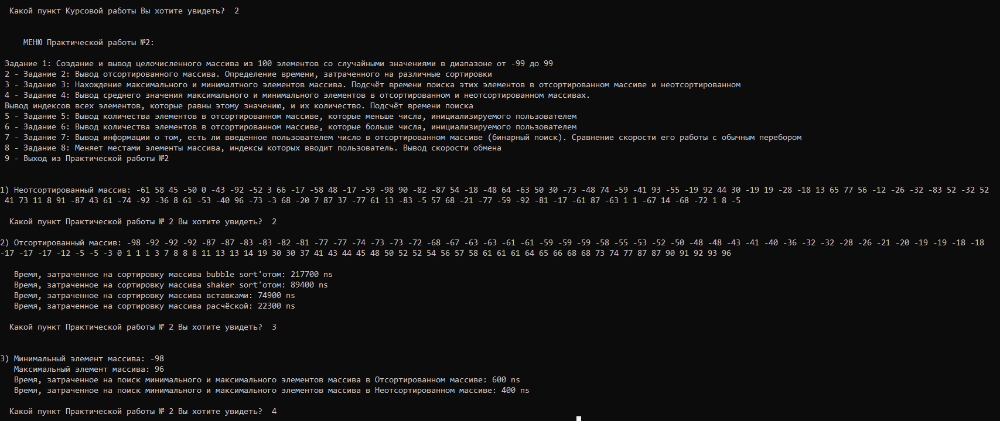 Какой пункт Курсовой работы Вы хотите увидеть? 2
МЕНЮ Практической работы №2:
Задание 1: Создание и вывод целочисленного массива из 100 элементов со случайными значениями в диапазоне от -99 до 99
2 - Задание 2: Вывод отсортированного массива. Определение времени, затраченного на различные сортировки
3 - Задание 3: Нахождение максимального и минималтного элементов массива. Подсчёт времени поиска этих элементов в отсортированном массиве и неотсортированном
4 - Задание 4: Вывод среднего значения максимального и минимального элементов в отсортированном и неотсортированном массивах.
Вывод индексов всех элементов, которые равны этому значению, и их количество. Подсчёт времени поиска
5 - Задание 5: Вывод количества элементов в отсортированном массиве, которые меньше числа, инициализируемого пользователем
6 - Задание 6: Вывод количества элементов в отсортированном массиве, которые больше числа, инициализируемого пользователем
7 - Задание 7: Вывод информации о том, есть ли введенное пользователем число в отсортированном массиве (бинарный поиск). Сравнение скорости его работы с обычным перебором
8 - Задание 8: Меняет местами элементы массива, индексы которых вводит пользователь. Вывод скорости обмена
9 - Выход из Практической работы №2
1) Неотсортированный массив: -61 58 45 -50 0 -43 -92 -52 3 66 -17 -58 48 -17 -59 -98 90 -82 -87 54 -18 -48 64 -63 50 30 -73 -48 74 -59 -41 93 -55 -19 92 44 30 -19 19 -28 -18 13 65 77 56 -12 -26 -32 -83 52 -32 52
41 73 11 8 91 -87 43 61 -74 -92 -36 8 61 -53 -40 96 -73 -3 68 -20 7 87 37 -77 61 13 -83 -5 57 68 -21 -77 -59 -92 -81 -17 -61 87 -63 1 1 -67 14 -68 -72 1 8 -5
Какой пункт Практической работы № 2 Вы хотите увидеть? 2
2) Отсортированный массив: -98 -92 -92 -92 -87 -87 -83 -83 -82 -81 -77 -77 -74 -73 -73 -72 -68 -67 -63 -63 -61 -61 -59 -59 -59 -58 -55 -53 -52 -50 -48 -48 -43 -41 -40 -36 -32 -32 -28 -26 -21 -20 -19 -19 -18 -18
-17 -17 -17 -12 -5 -5 -3 0 1 1 1 3 7 8 8 8 11 13 13 14 19 30 30 37 41 43 44 45 48 50 52 52 54 56 57 58 61 61 61 64 65 66 68 68 73 74 77 87 87 90 91 92 93 96
Время, затраченное на сортировку массива bubble sort'отом: 217700 ns
Время, затраченное на сортировку массива shaker sort'отом: 89400 ns
Время, затраченное на сортировку массива вставками: 74900 ns
Время, затраченное на сортировку массива расчёской: 22300 ns
Какой пункт Практической работы № 2 Вы хотите увидеть? 3
3) Минимальный элемент массива: -98
Максимальный элемент массива: 96
Время, затраченное на поиск минимального и максимального элементов массива в Отсортированном массиве: 600 ns
Время, затраченное на поиск минимального и максимального элементов массива в Неотсортированном массиве: 400 ns
Какой пункт Практической работы № 2 Вы хотите увидеть? 4